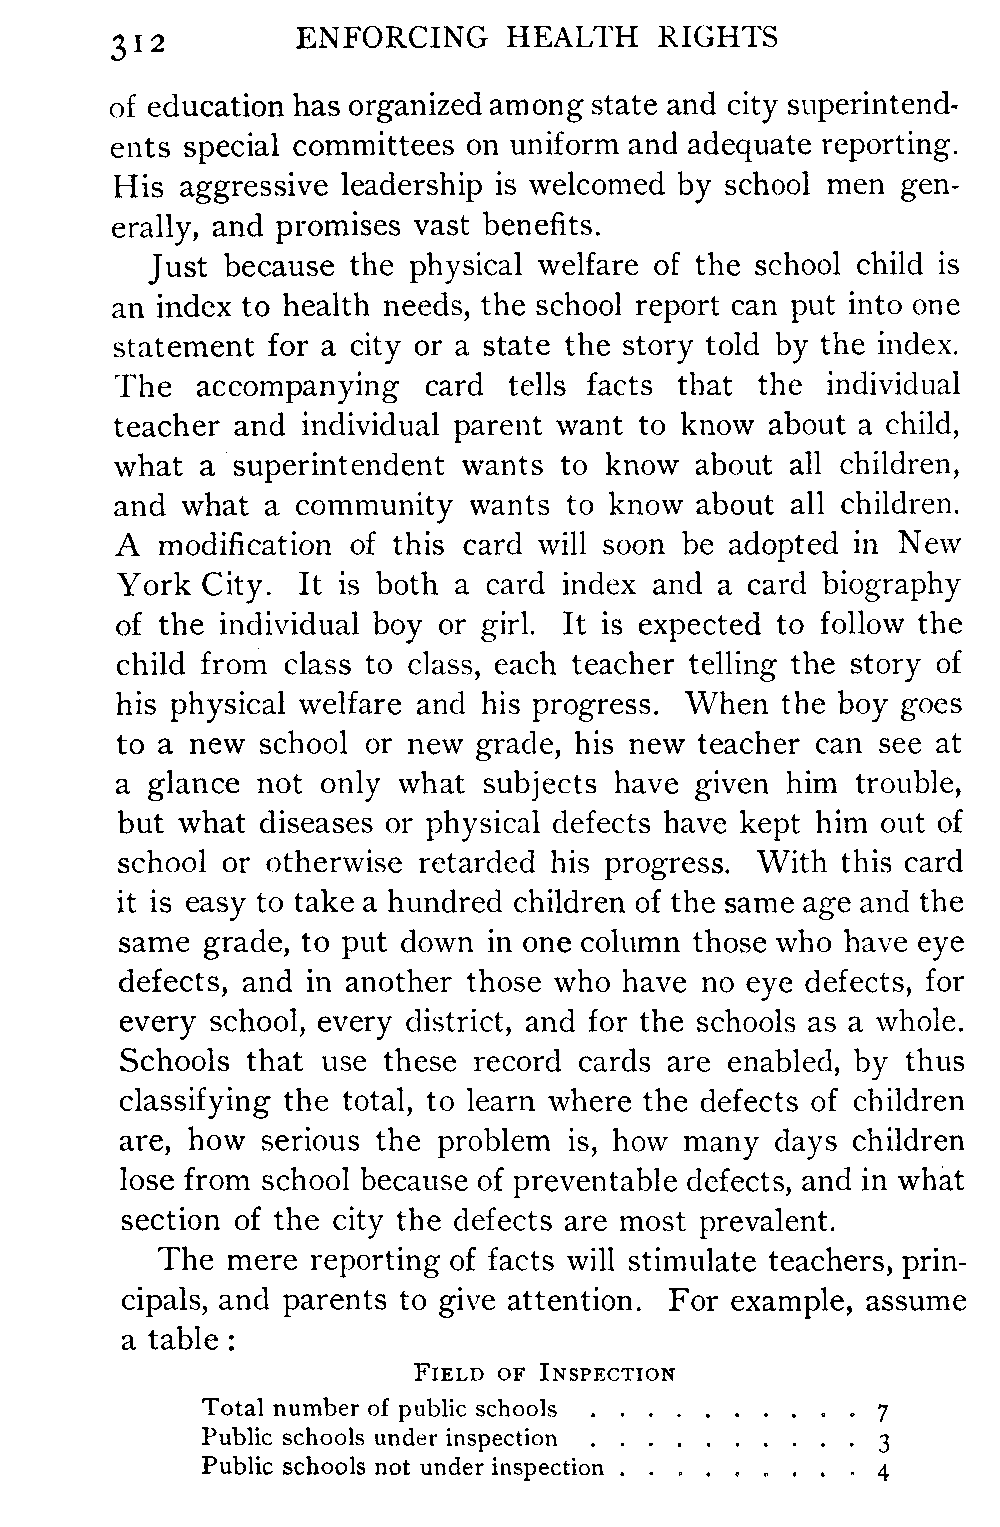 312 ENFORCING HEALTH RIGHTS
of education has organized among state and city superintend-
ents special committees on uniform and adequate reporting.
His aggressive leadership is welcomed by school men gen-
erally, and promises vast benefits.
Just because the physical welfare of the school child is
an index to health needs, the school report can put into one
statement for a city or a state the story told by the index.
The accompanying card tells facts that the individual
teacher and individual parent want to know about a child,
what a superintendent wants to know about all children,
and what a community wants to know about all children.
A modification of this card will soon be adopted in New
York City. It is both a card index and a card biography
of the individual boy or girl. It is expected to follow the
child from class to class, each teacher telling the story of
his physical welfare and his progress. When the boy goes
to a new school or new grade, his new teacher can see at
a glance not only what subjects have given him trouble,
but what diseases or physical defects have kept him out of
school or otherwise retarded his progress. With this card
it is easy to take a hundred children of the same age and the
same grade, to put down in one column those who have eye
defects, and in another those who have no eye defects, for
every school, every district, and for the schools as a whole.
Schools that use these record cards are enabled, by thus
classifying the total, to learn where the defects of children
are, how serious the problem is, how many days children
lose from school because of preventable defects, and in what
section of the city the defects are most prevalent.
The mere reporting of facts will stimulate teachers, prin-
cipals, and parents to give attention. For example, assume
a table :
FIELD OF INSPECTION
Total number of public schools . . . . . . . . . . 7
Public schools under inspection . . . . . . . . . . 3
Public schools not under inspection . . . . . . . . . 4